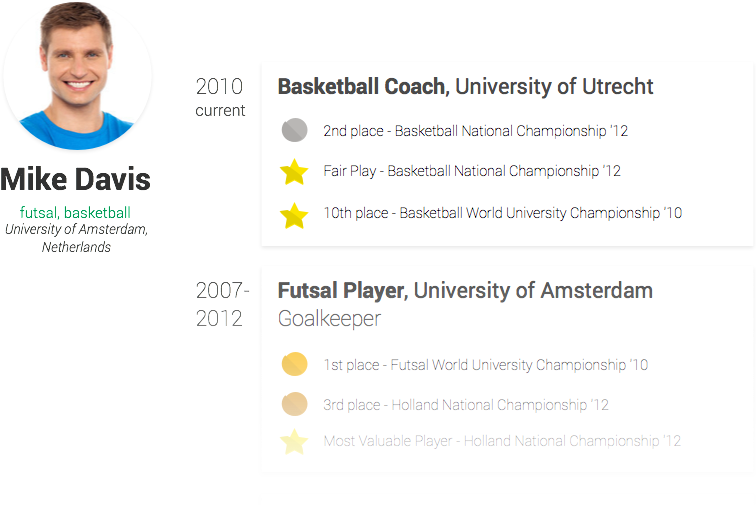 Mike Davis
futsal, basketball
University of Amsterdam,
Netherlands
2010
current
Basketball Coach, University of Utrecht
2nd place - Basketball National Championship '12
Fair Play - Basketball National Championship '12
10th place - Basketball World University Championship '10
2007-
2012
Futsal Player, University of Amsterdam
Goalkeeper
1st place - Futsal World University Championship '10
3rd place - Holland National Championship '12
Most Valuable Player - Holland National Championship '12